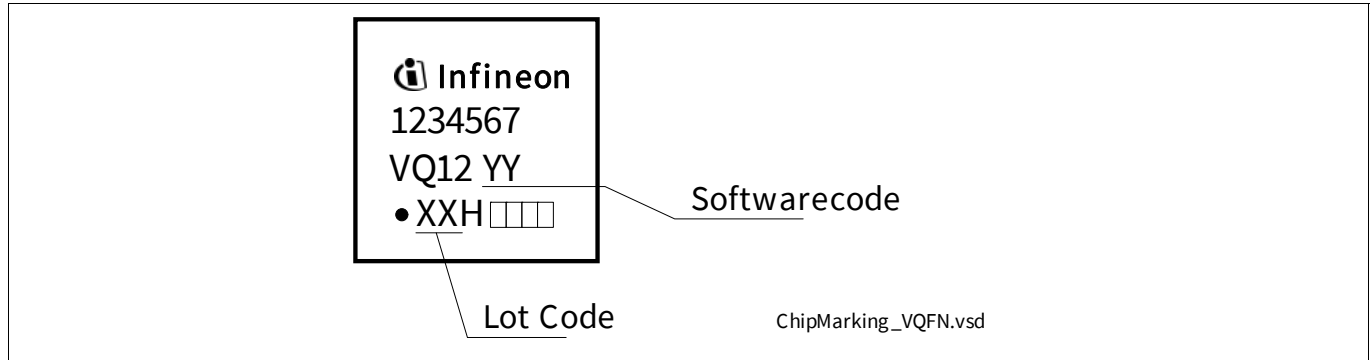 Infineon
1234567
VQ12 YY
Softwarecode
●XXH
Lot Code
ChipMarking_VQFN.vsd